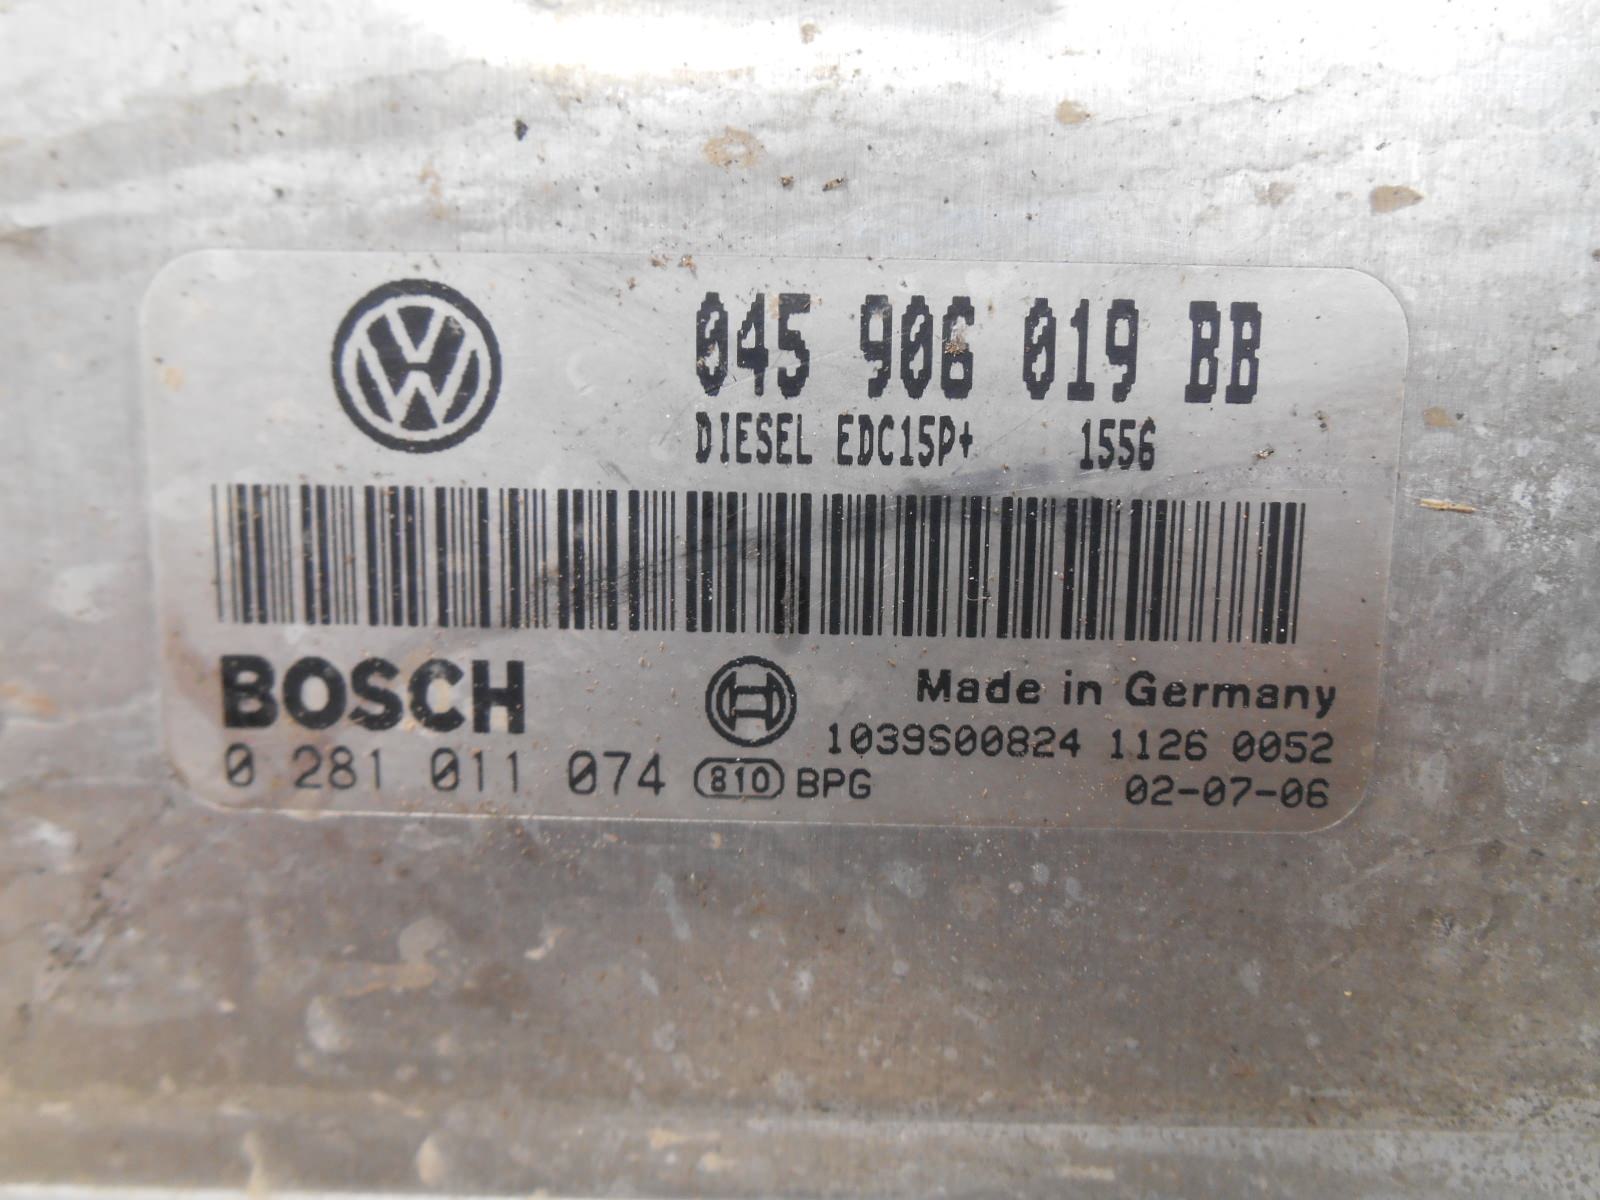 045 906 019 BB
DIESEL EDC15P+ 1556
BOSCH
Made in Germany
1039S00824 1126 0052
0 281 011 074 810 BPG 02-07-06